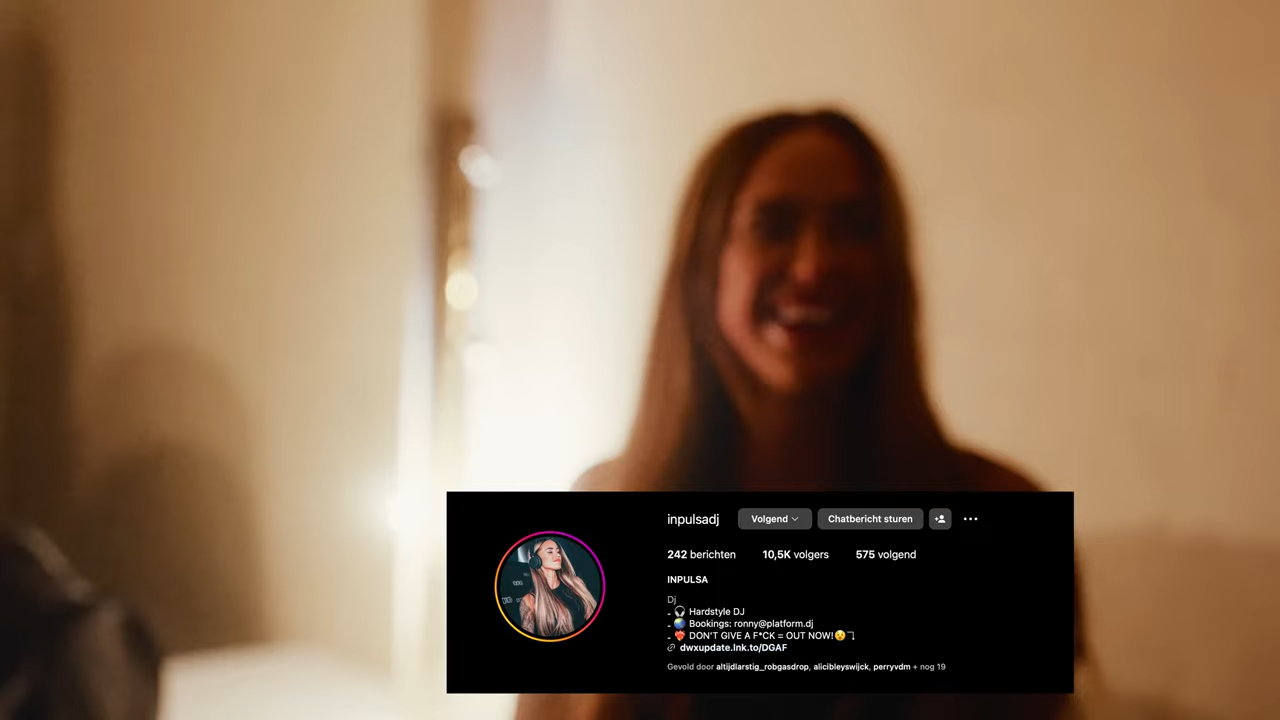 inpulsadj Volgend Chatbericht sturen
242 berichten 10,5K volgers 575 volgend
INPULSA
Dj
- 🎧 Hardstyle DJ
- 🌏 Bookings: ronny@platform.dj
- ❤️‍🔥 DON'T GIVE A F*CK = OUT NOW!😵‍💫⤵
dwxupdate.lnk.to/DGAF
Gevold door altijdlarstig_robgasdrop, alicibleyswijck, perryvdm + nog 19